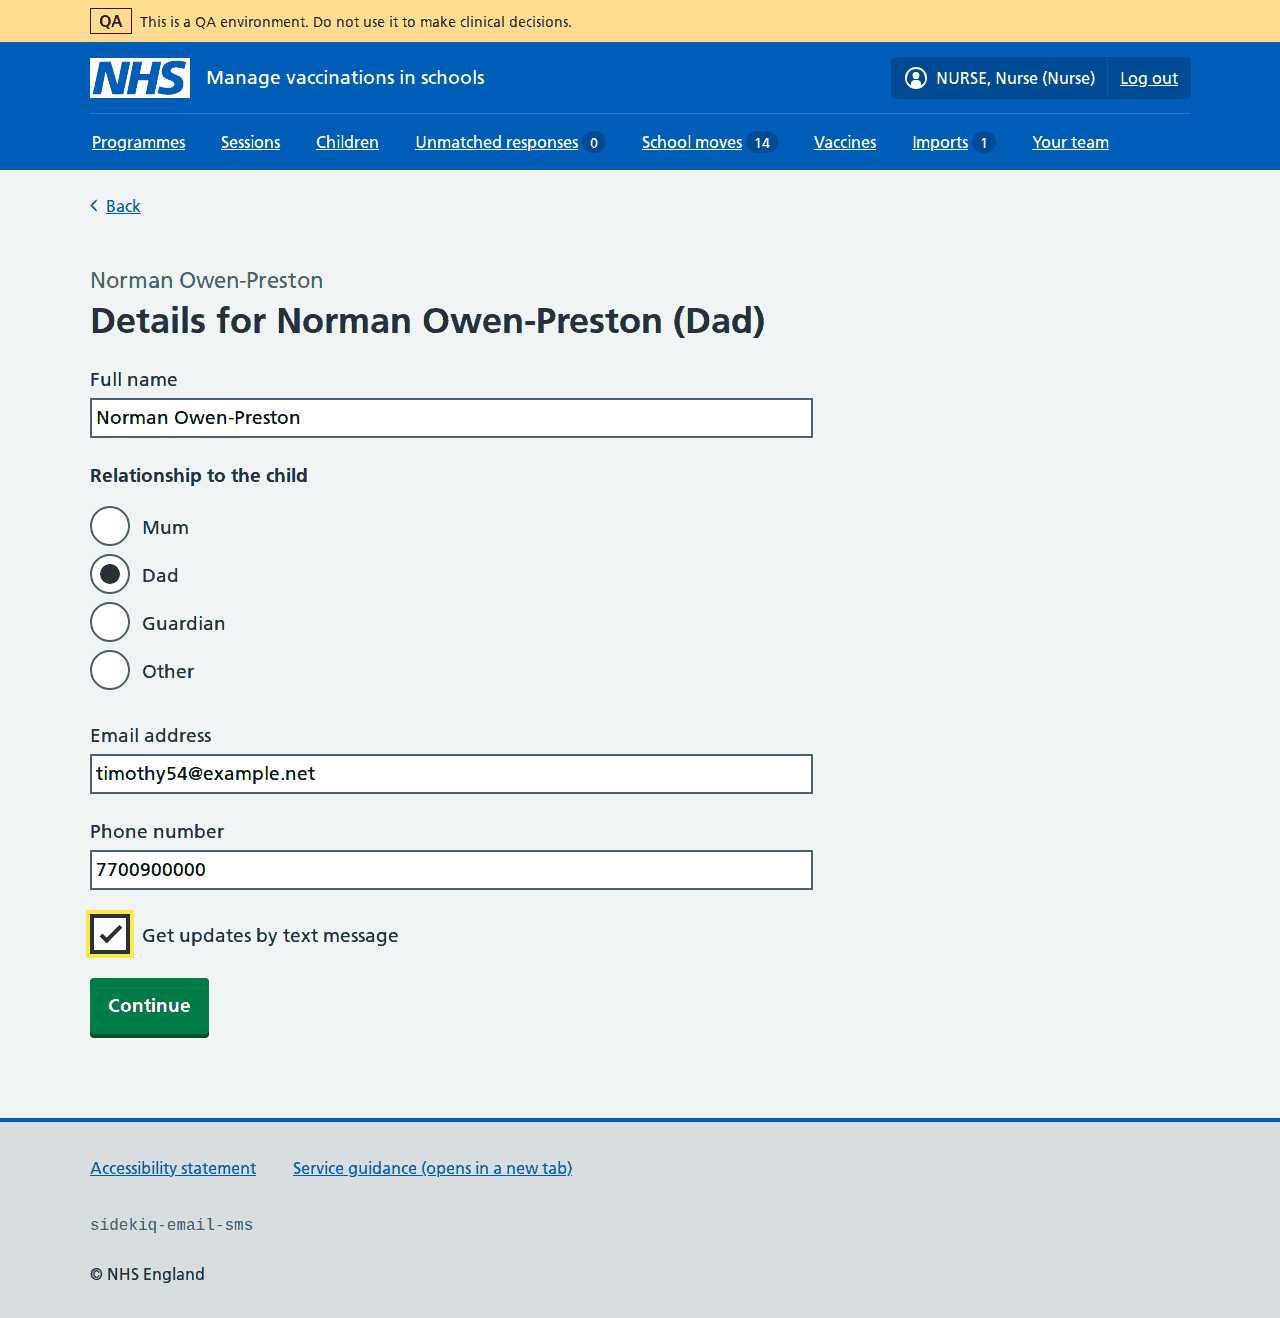 QA This is a QA environment. Do not use it to make clinical decisions.
NHS Manage vaccinations in schools NURSE, Nurse (Nurse) Log out
Programmes Sessions Children Unmatched responses 0 School moves 14 Vaccines Imports 1 Your team
Back
Norman Owen-Preston
Details for Norman Owen-Preston (Dad)
Full name
Norman Owen-Preston
Relationship to the child
Mum
Dad
Guardian
Other
Email address
timothy54@example.net
Phone number
7700900000
Get updates by text message
Continue
Accessibility statement Service guidance (opens in a new tab)
sidekiq-email-sms
© NHS England